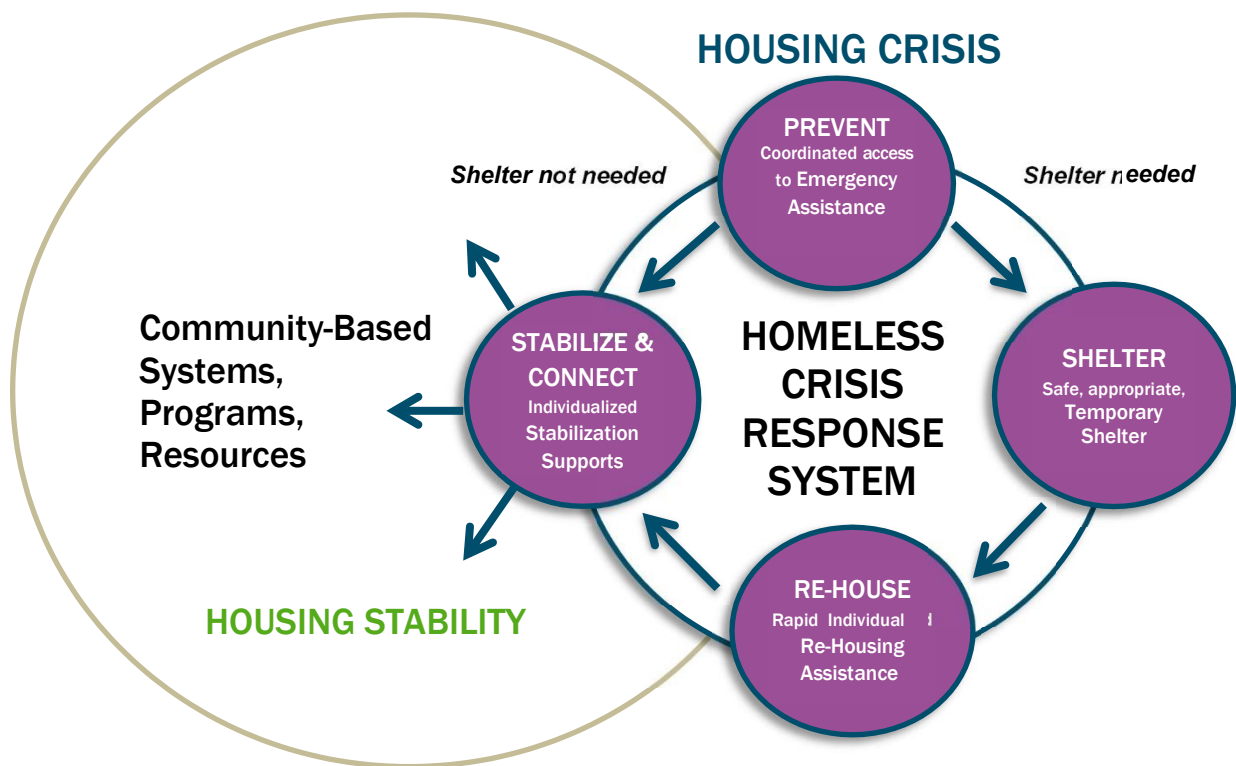 HOUSING CRISIS
PREVENT
Coordinated access
to Emergency
Assistance
Shelter not needed
Shelter needed
Community-Based
Systems,
Programs,
Resources
STABILIZE &
CONNECT
Individualized
Stabilization
Supports
HOMELESS
CRISIS
RESPONSE
SYSTEM
SHELTER
Safe, appropriate,
Temporary
Shelter
RE-HOUSE
Rapid Individual d
Re-Housing
Assistance
HOUSING STABILITY